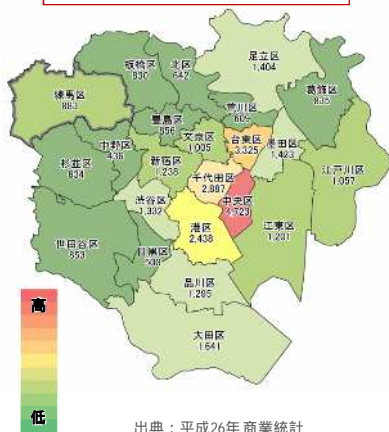 足立区
1,404
板橋区
830
北区
642
葛飾区
835
練馬区
883
荒川区
609
豊島区
856
文京区
1,005
台東区
3,325
墨田区
1,423
中野区
436
杉並区
634
新宿区
1,238
千代田区
2,887
江戸川区
1,057
渋谷区
1,332
中央区
4,723
港区
2,438
江東区
1,201
世田谷区
853
目黒区
品川区
1,295
大田区
1,641
高
低
出典：平成26年 商業統計